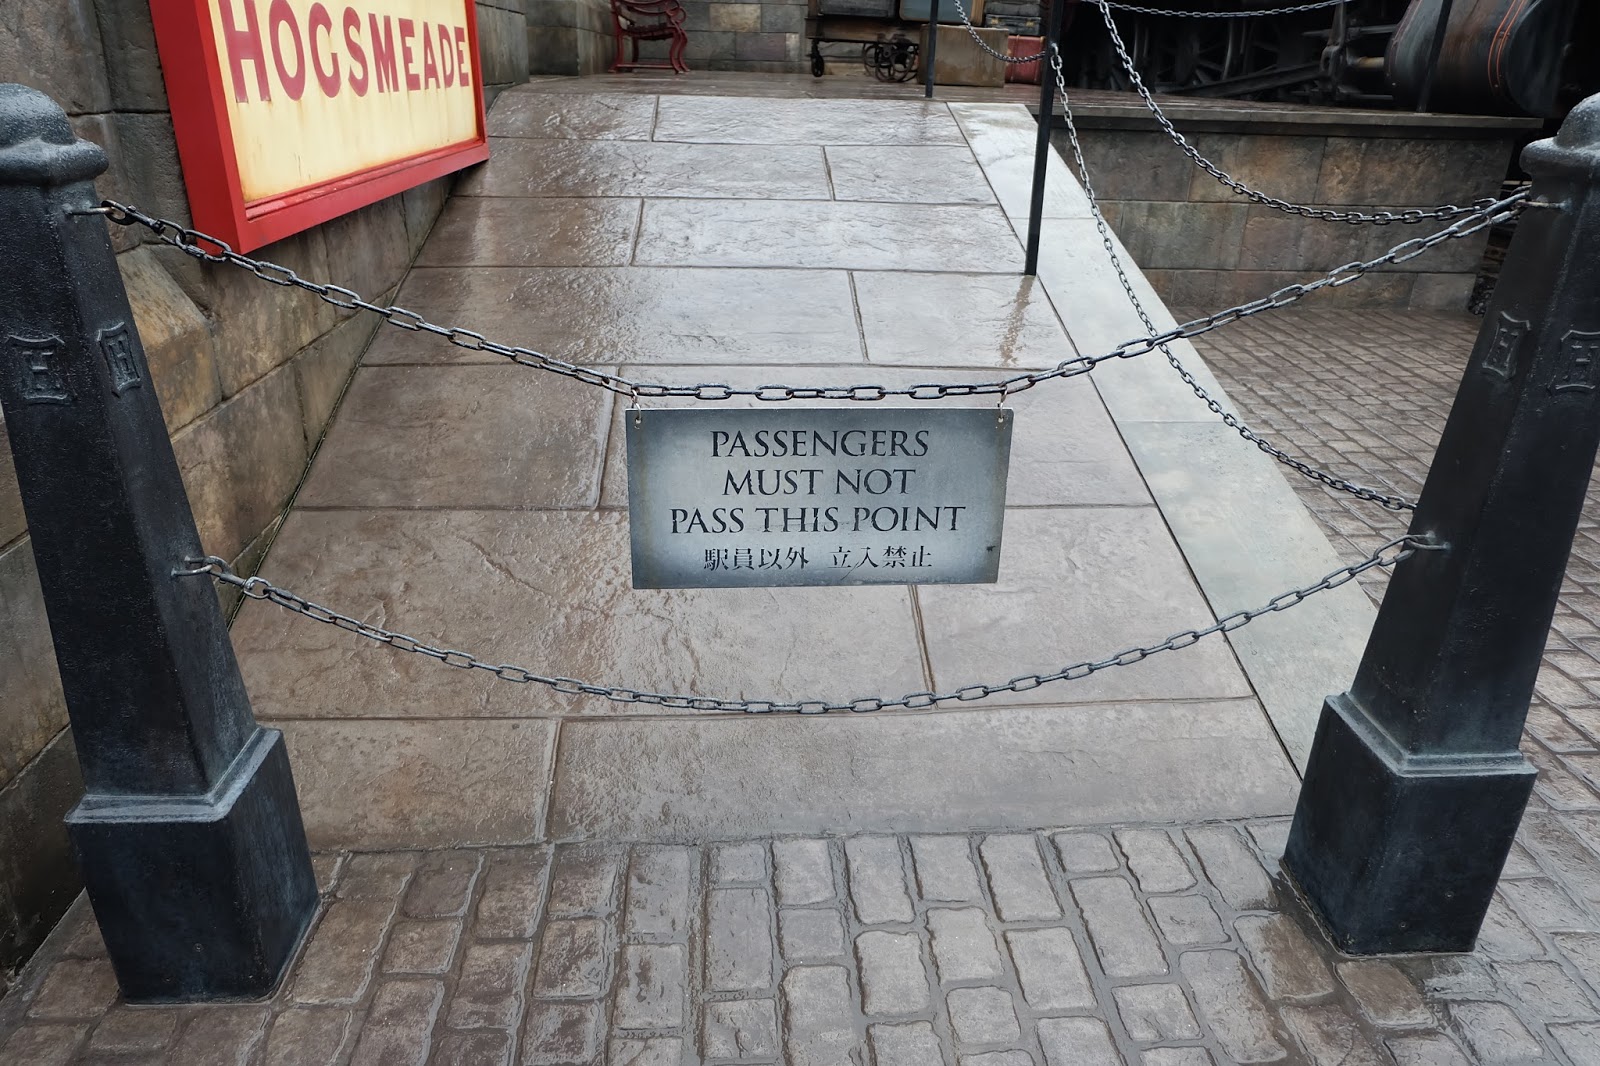 HOGSMEADE
PASSENGERS
MUST NOT
PASS THIS POINT
駅員以外 立入禁止
H H
H H